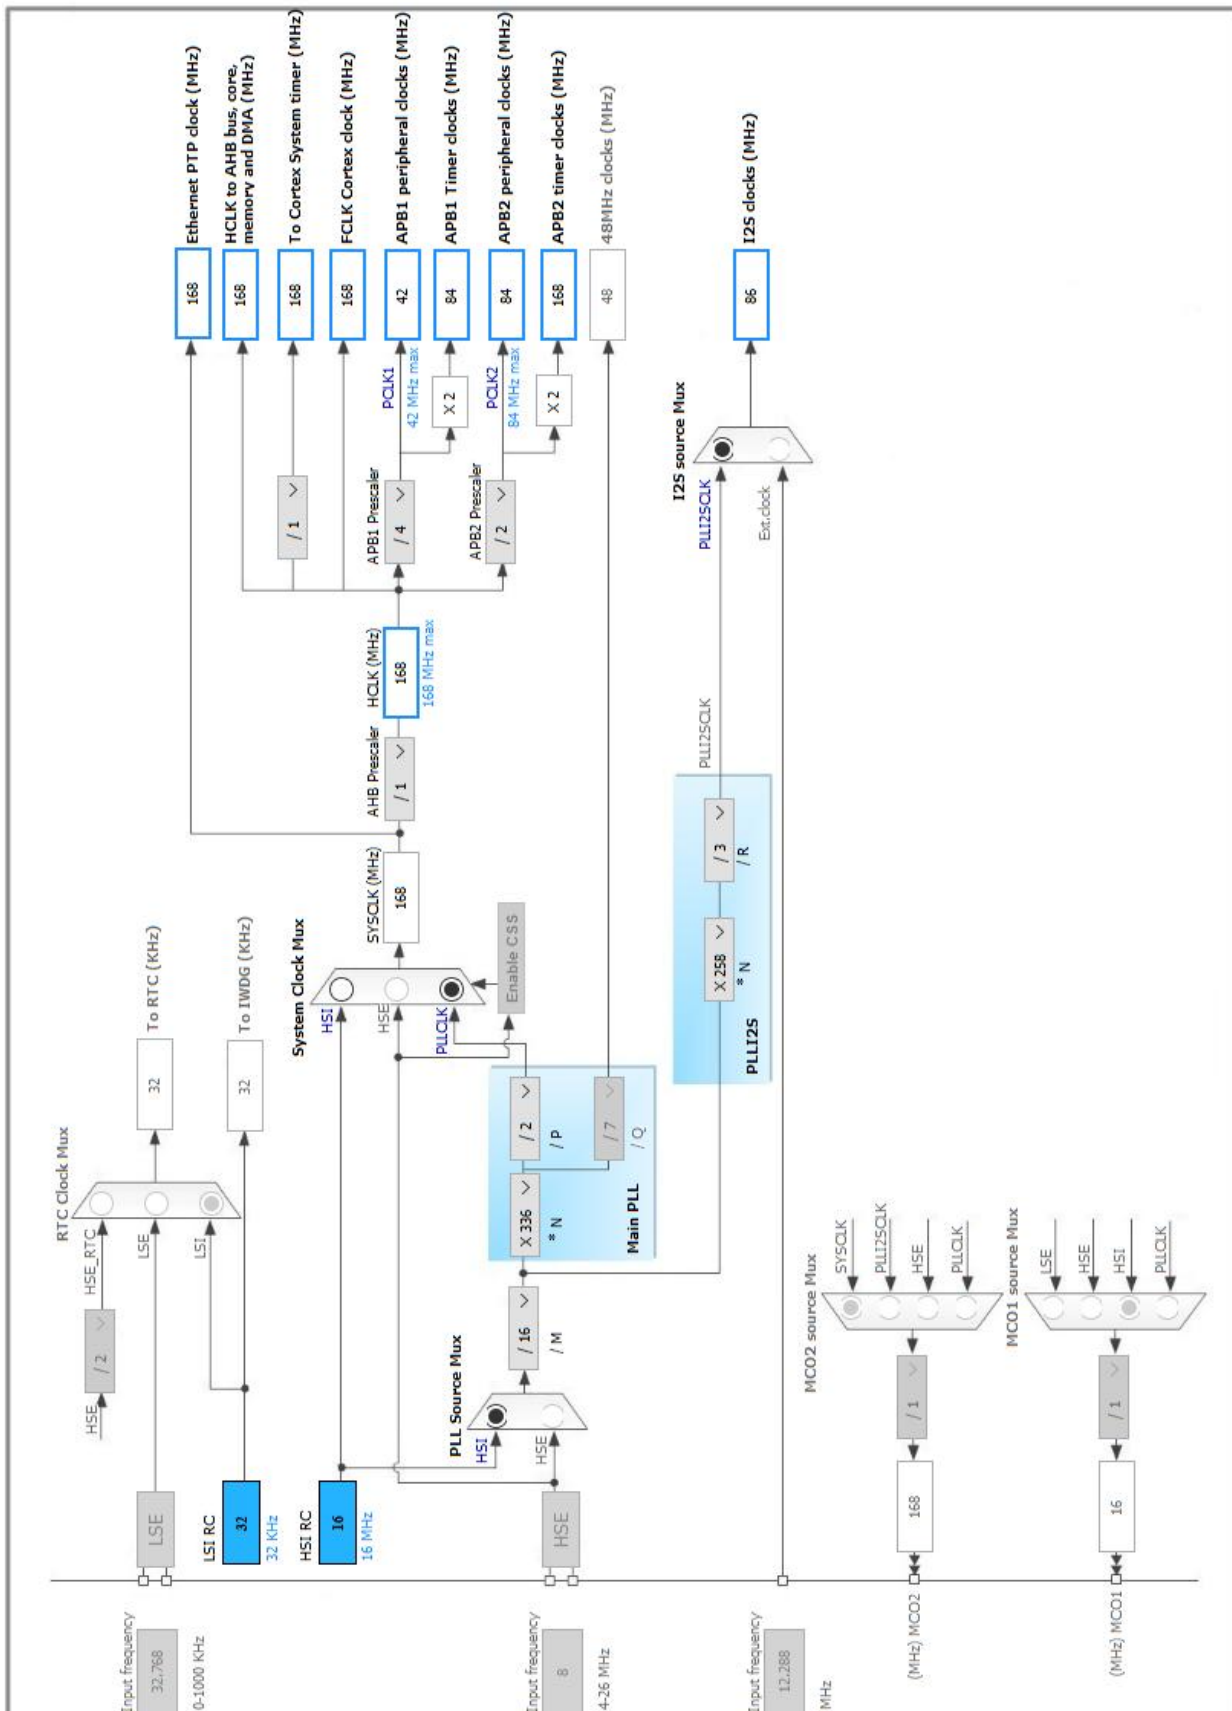 RTC Clock Mux
HSE
/ 2
HSE_RTC
Input frequency
32.768
0-1000 KHz
LSE
LSE
LSI
32
To RTC (KHz)
LSI RC
32
32 KHz
32
To IWDG (KHz)
HSI RC
16
16 MHz
System Clock Mux
HSI
HSE
PLLCLK
Enable CSS
SYSCLK (MHz)
168
AHB Prescaler
/ 1
HCLK (MHz)
168
168 MHz max
168
Ethernet PTP clock (MHz)
168
HCLK to AHB bus, core,
memory and DMA (MHz)
/ 1
168
To Cortex System timer (MHz)
168
FCLK Cortex clock (MHz)
APB1 Prescaler
/ 4
PCLK1
42 MHz max
42
APB1 peripheral clocks (MHz)
X 2
84
APB1 Timer clocks (MHz)
APB2 Prescaler
/ 2
PCLK2
84 MHz max
84
APB2 peripheral clocks (MHz)
X 2
168
APB2 timer clocks (MHz)
48
48MHz clocks (MHz)
PLL Source Mux
HSI
HSE
Input frequency
8
4-26 MHz
HSE
/ 16
/ M
X 336
* N
/ 2
/ P
/ 7
/ Q
Main PLL
X 258
* N
/ 3
/ R
PLLI2S
PLLI2SCLK
I2S source Mux
PLLI2SCLK
Ext.clock
86
I2S clocks (MHz)
Input frequency
12.288
MHz
MCO2 source Mux
(MHz) MCO2
168
/ 1
SYSCLK
PLLI2SCLK
HSE
PLLCLK
MCO1 source Mux
(MHz) MCO1
16
/ 1
LSE
HSE
HSI
PLLCLK